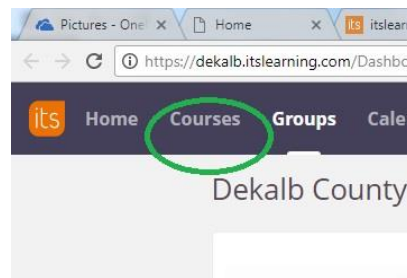 Pictures - One
Home
itslear
https://dekalb.itslearning.com/Dashbo
its Home Courses Groups Cale
Dekalb County